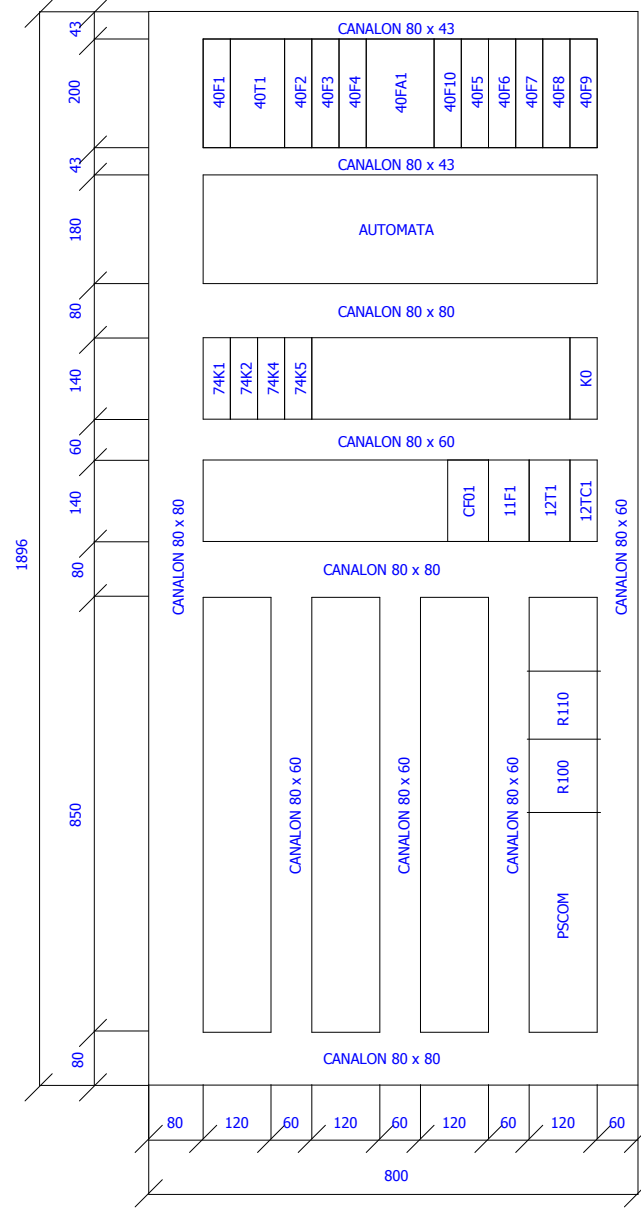 CANALON 80 x 43
43
200
40F1
40T1
40F2
40F3
40F4
40FA1
40F10
40F5
40F6
40F7
40F8
40F9
43
CANALON 80 x 43
180
AUTOMATA
80
CANALON 80 x 80
140
74K1
74K2
74K4
74K5
K0
60
CANALON 80 x 60
140
CF01
11F1
12T1
12TC1
1896
80
CANALON 80 x 80
CANALON 80 x 80
CANALON 80 x 60
850
CANALON 80 x 60
CANALON 80 x 60
CANALON 80 x 60
R110
R100
PSCOM
80
CANALON 80 x 80
80
120
60
120
60
120
60
120
60
800